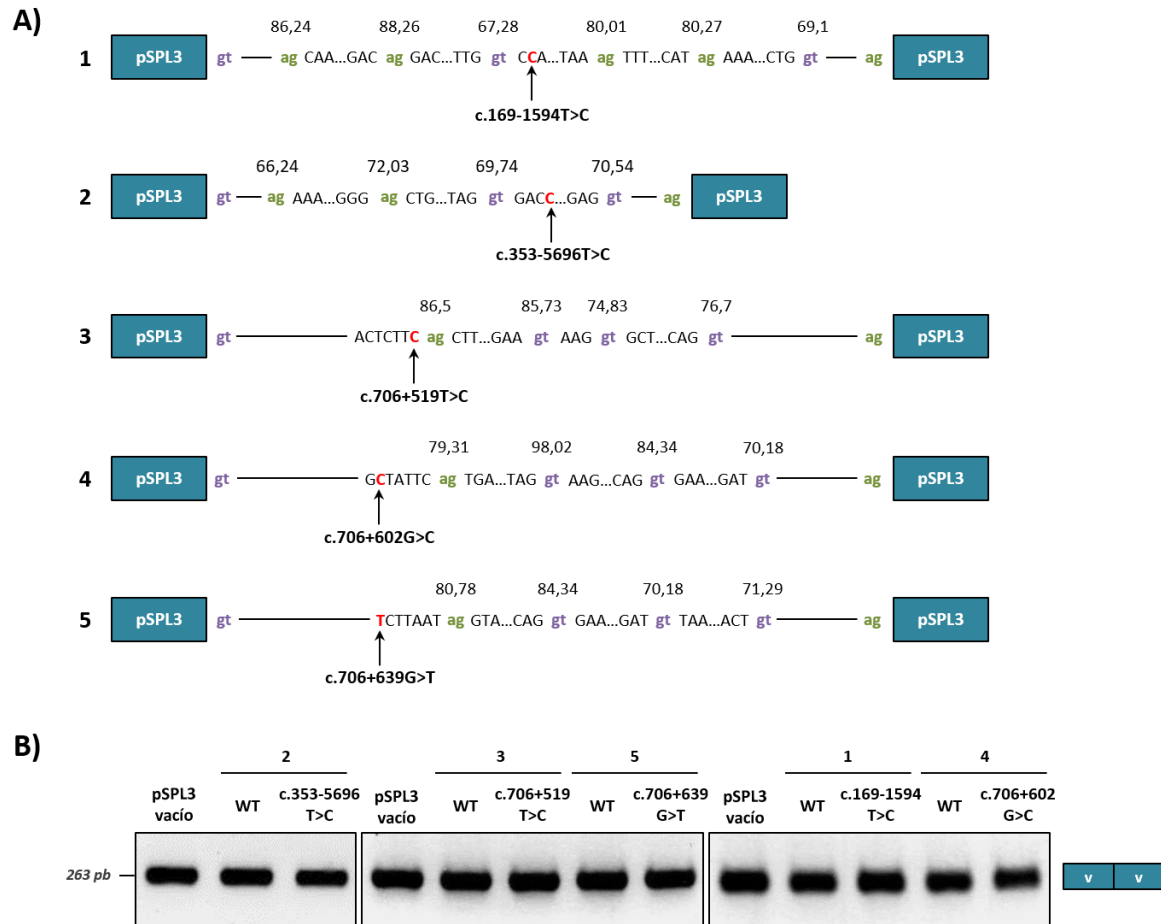 A)
86,24 88,26 67,28 80,01 80,27 69,1
1 pSPL3 gt ag CAA...GAC ag GAC...TTG gt CCA...TAA ag TTT...CAT ag AAA...CTG gt ag pSPL3
c.169-1594T>C
66,24 72,03 69,74 70,54
2 pSPL3 gt ag AAA...GGG ag CTG...TAG gt GACC...GAG gt ag pSPL3
c.353-5696T>C
86,5 85,73 74,83 76,7
3 pSPL3 gt ACTCTTC ag CTT...GAA gt AAG gt GCT...CAG gt ag pSPL3
c.706+519T>C
79,31 98,02 84,34 70,18
4 pSPL3 gt GCTATTC ag TGA...TAG gt AAG...CAG gt GAA...GAT gt ag pSPL3
c.706+602G>C
80,78 84,34 70,18 71,29
5 pSPL3 gt TCTTAAT ag GTA...CAG gt GAA...GAT gt TAA...ACT gt ag pSPL3
c.706+639G>T
B)
2 3 5 1 4
pSPL3 vacío WT c.353-5696 T>C pSPL3 vacío WT c.706+519 T>C WT c.706+639 G>T pSPL3 vacío WT c.169-1594 T>C WT c.706+602 G>C
263 pb v v